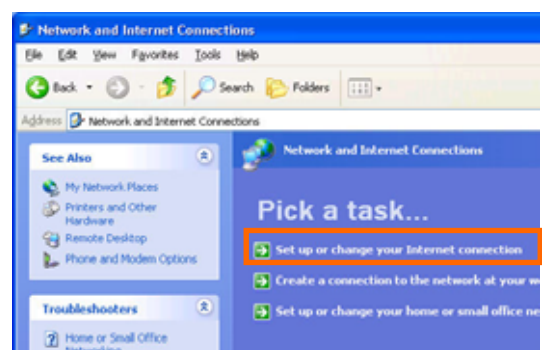 Network and Internet Connections
File Edit View Favorites Tools Help
Back Search Folders
Address Network and Internet Connections
See Also
My Network Places
Printers and Other
Hardware
Remote Desktop
Phone and Modem Options
Troubleshooters
Home or Small Office
Networking
Network and Internet Connections
Pick a task...
Set up or change your Internet connection
Create a connection to the network at your
Set up or change your home or small office